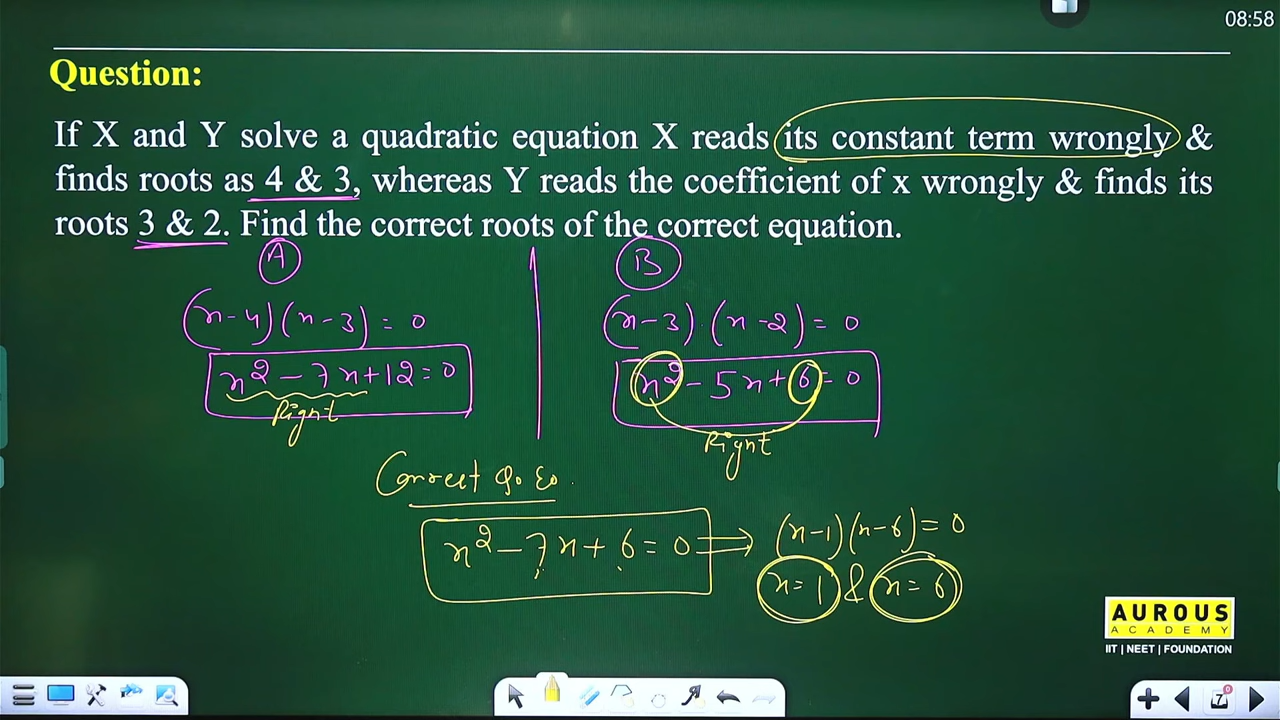 08:58
Question:
If X and Y solve a quadratic equation X reads its constant term wrongly &
finds roots as 4 & 3, whereas Y reads the coefficient of x wrongly & finds its
roots 3 & 2. Find the correct roots of the correct equation.
A
(x-4)(x-3) = 0
x² - 7x+12=0
Right
B
(x-3).(x-2) = 0
x² - 5x+6=0
Right
Correct Q. Eq.
x² - 7x + 6 = 0 ⇒ (x-1)(x-6) = 0
x=1 & x=6
AUROUS
ACADEMY
IIT | NEET | FOUNDATION
7
0